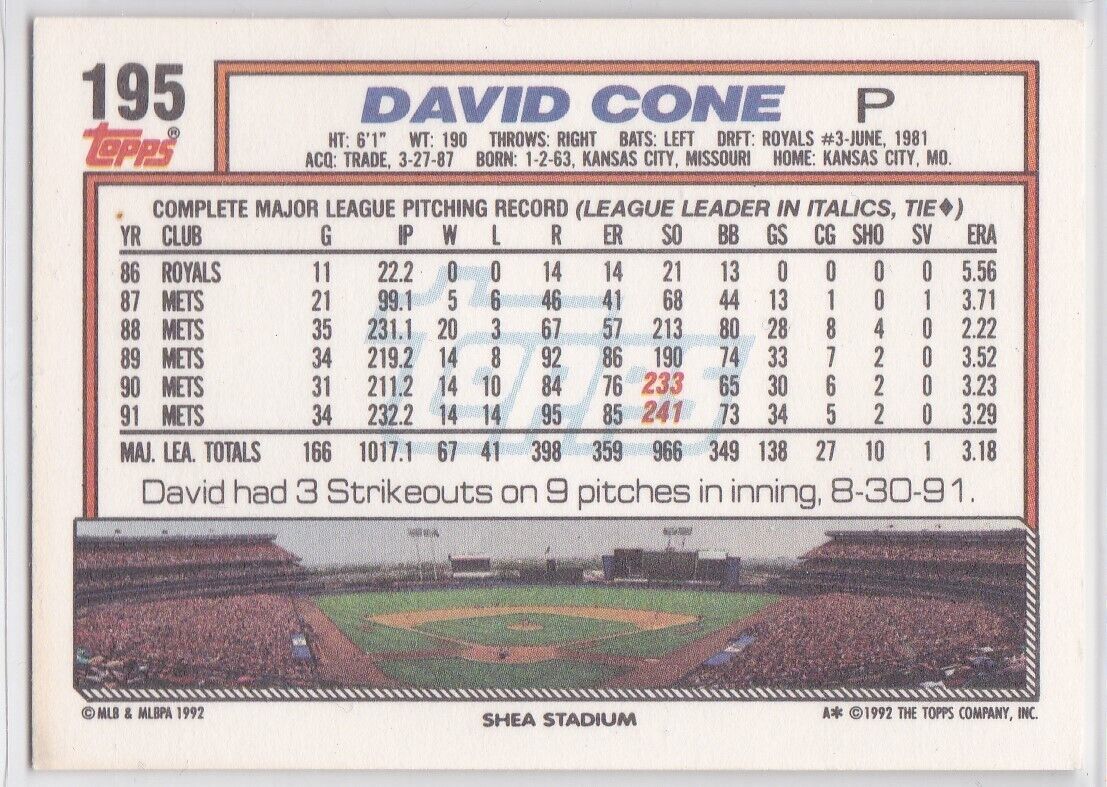 195
Topps®
DAVID CONE P
HT: 6'1" WT: 190 THROWS: RIGHT BATS: LEFT DRFT: ROYALS #3-JUNE, 1981
ACQ: TRADE, 3-27-87 BORN: 1-2-63, KANSAS CITY, MISSOURI HOME: KANSAS CITY, MO.
COMPLETE MAJOR LEAGUE PITCHING RECORD (LEAGUE LEADER IN ITALICS, TIE♦)
YR CLUB G IP W L R ER SO BB GS CG SHO SV ERA
86 ROYALS 11 22.2 0 0 14 14 21 13 0 0 0 0 5.56
87 METS 21 99.1 5 6 46 41 68 44 13 1 0 1 3.71
88 METS 35 231.1 20 3 67 57 213 80 28 8 4 0 2.22
89 METS 34 219.2 14 8 92 86 190 74 33 7 2 0 3.52
90 METS 31 211.2 14 10 84 76 233 65 30 6 2 0 3.23
91 METS 34 232.2 14 14 95 85 241 73 34 5 2 0 3.29
MAJ. LEA. TOTALS 166 1017.1 67 41 398 359 966 349 138 27 10 1 3.18
Topps
David had 3 Strikeouts on 9 pitches in inning, 8-30-91.
©MLB & MLBPA 1992
SHEA STADIUM
A* ©1992 THE TOPPS COMPANY, INC.